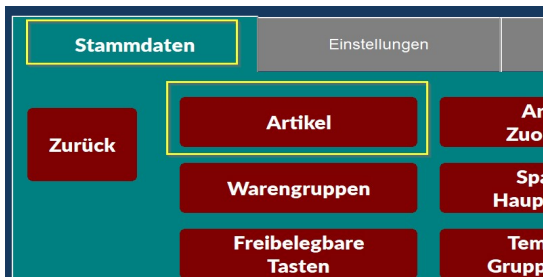 Stammdaten
Einstellungen
Zurück
Artikel
Warengruppen
Freibelegbare
Tasten